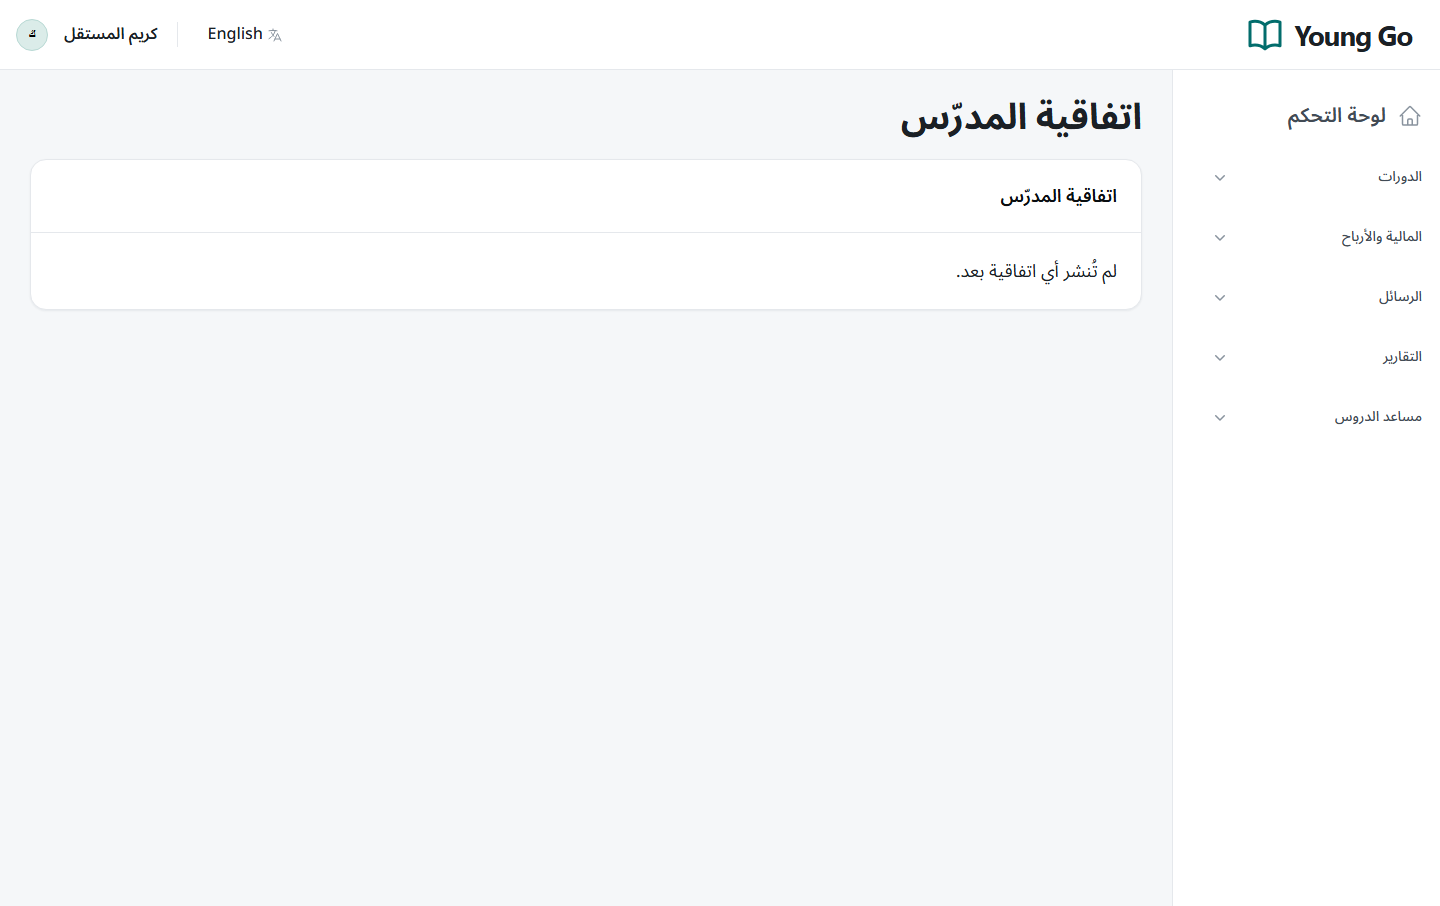 Young Go
English
كريم المستقل
ك
لوحة التحكم
الدورات
المالية والأرباح
الرسائل
التقارير
مساعد الدروس
اتفاقية المدرّس
اتفاقية المدرّس
لم تُنشر أي اتفاقية بعد.